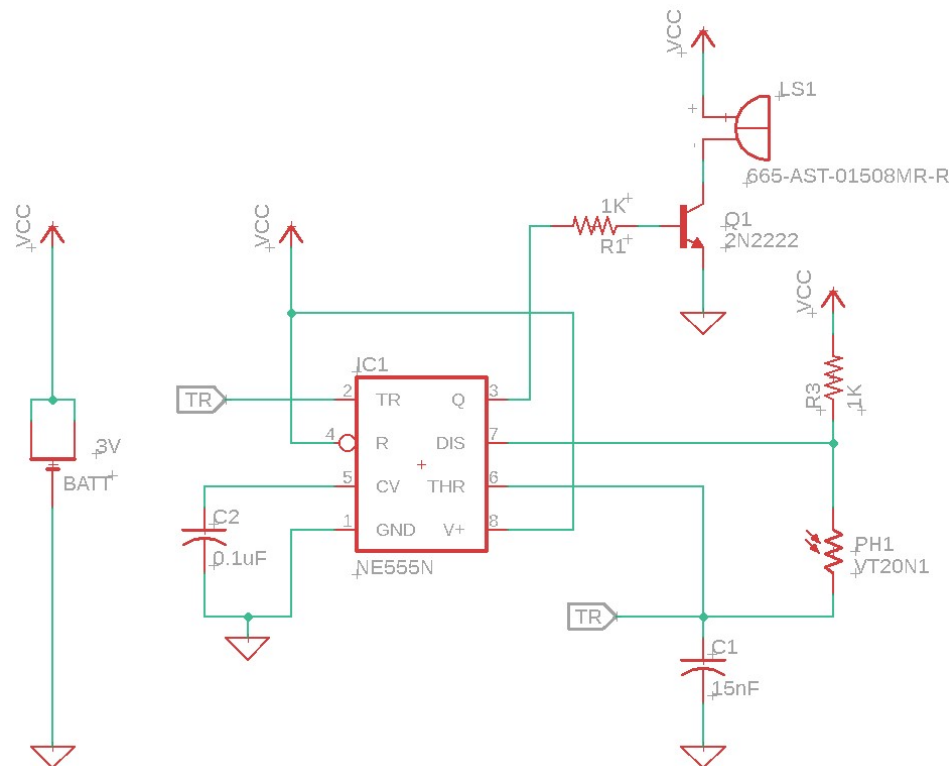 VCC
LS1
665-AST-01508MR-R
1K
R1
Q1
2N2222
VCC
VCC
VCC
R3
1K
IC1
TR
2
TR
Q
3
4
R
DIS
7
5
CV
THR
6
1
GND
V+
8
NE555N
3V
BATT
C2
0.1uF
PH1
VT20N1
TR
C1
15nF